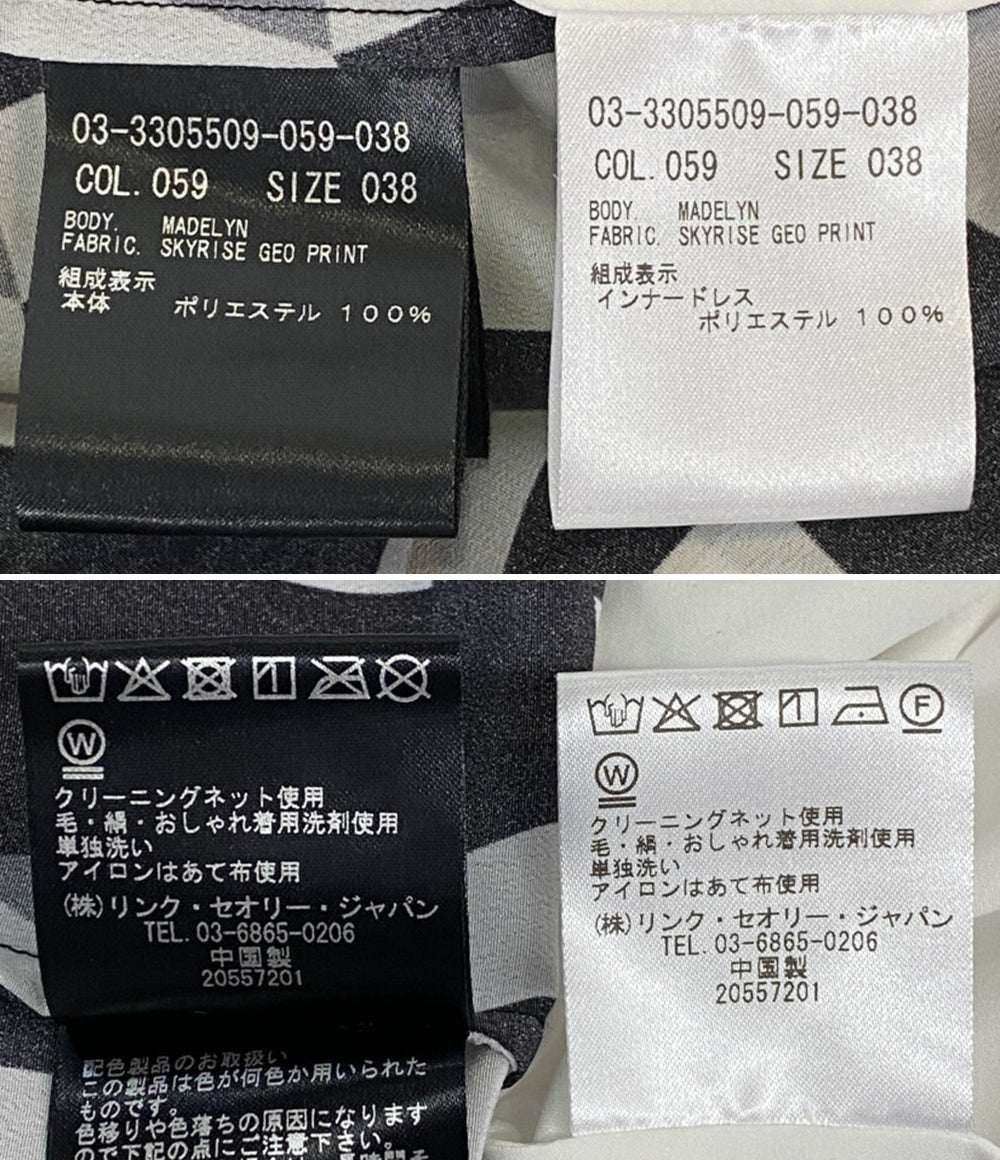 03-3305509-059-038
COL. 059 SIZE 038
BODY. MADELYN
FABRIC. SKYRISE GEO PRINT
組成表示
本体 ポリエステル 100%
03-3305509-059-038
COL. 059 SIZE 038
BODY. MADELYN
FABRIC. SKYRISE GEO PRINT
組成表示
インナードレス
ポリエステル 100%
W
クリーニングネット使用
毛・絹・おしゃれ着用洗剤使用
単独洗い
アイロンはあて布使用
(株)リンク・セオリー・ジャパン
TEL. 03-6865-0206
中国製
20557201
配色製品のお取扱い
この製品は色が何色か用いられた
ものです。
色移りや色落ちの原因になります
ので下記の点にご注意下さい。
F
W
クリーニングネット使用
毛・絹・おしゃれ着用洗剤使用
単独洗い
アイロンはあて布使用
(株)リンク・セオリー・ジャパン
TEL. 03-6865-0206
中国製
20557201